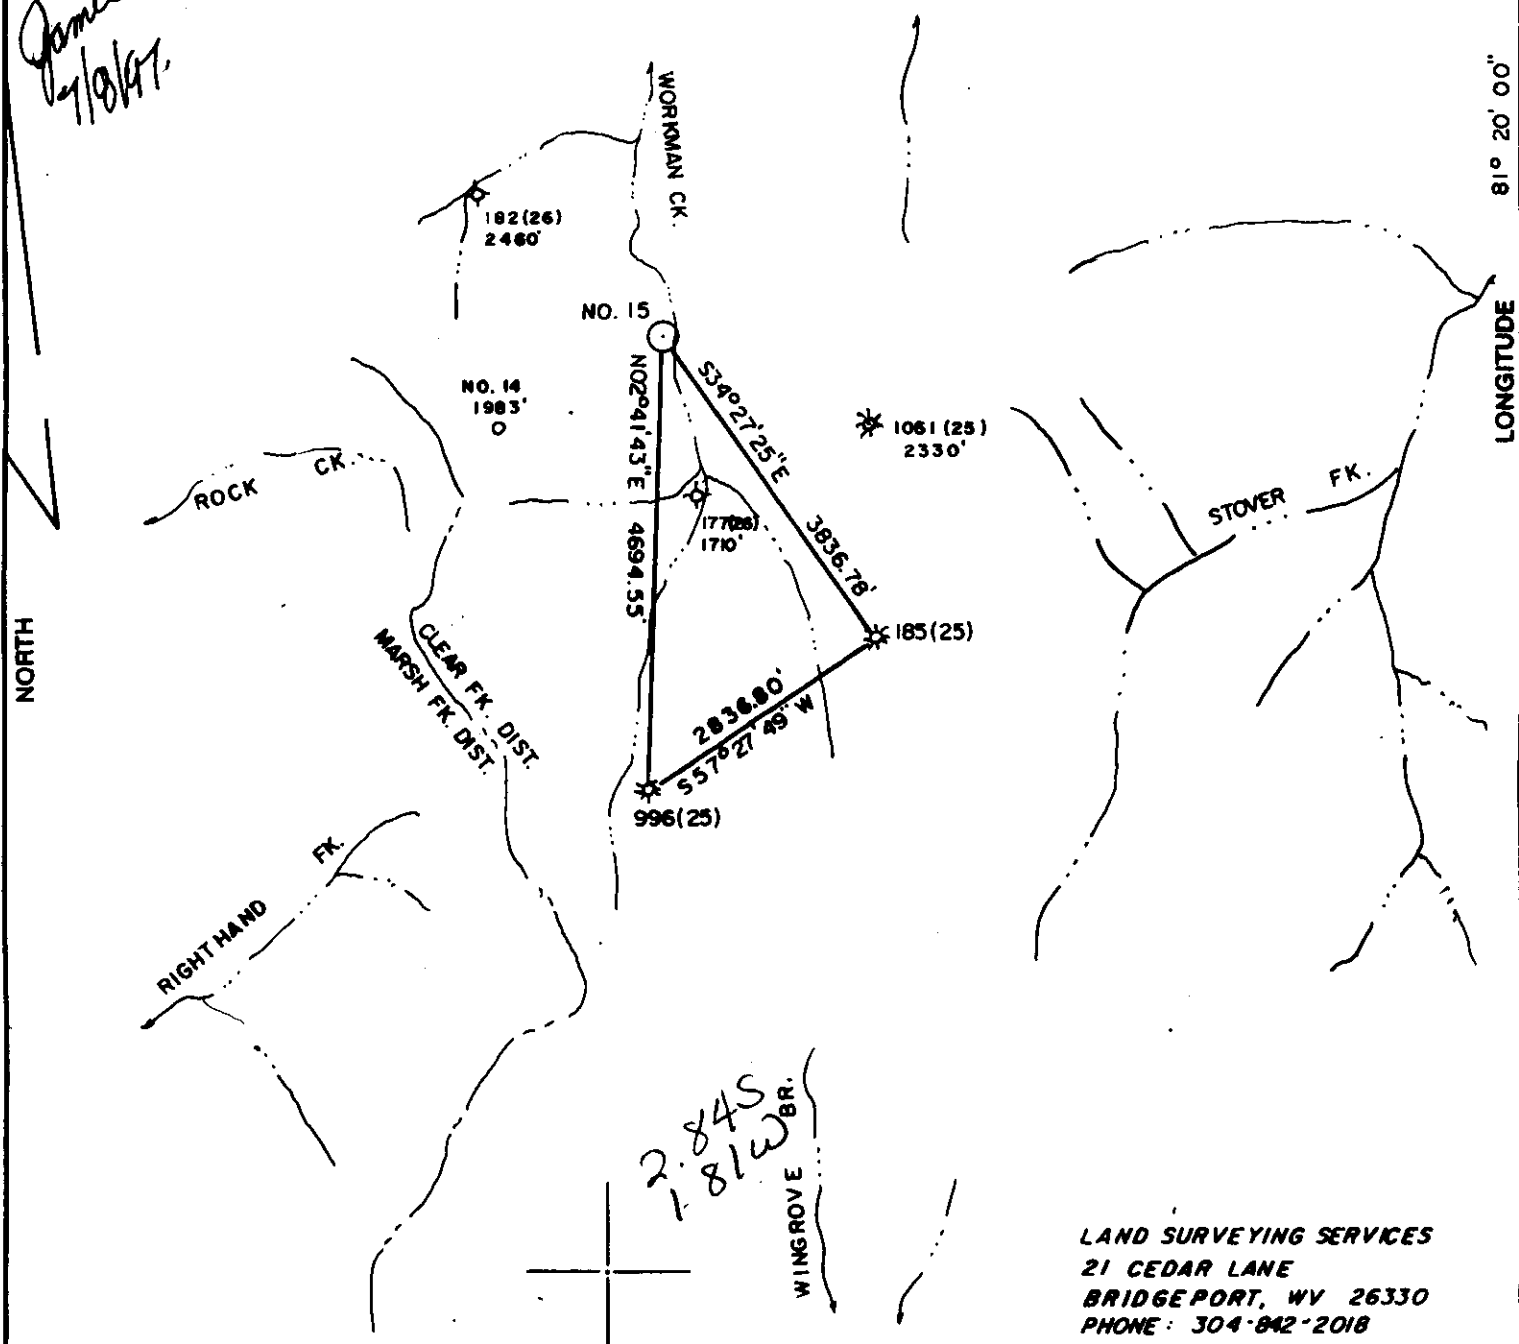 7/8/97.
81° 20' 00"
LONGITUDE
NORTH
WORKMAN CK.
182(26)
2460'
NO. 15
NO. 14
1983'
N02°41'43"E 4694.55'
S34°27'25"E 3836.78'
1061 (25)
2330'
ROCK CK.
STOVER FK.
177(26)
1710'
185(25)
CLEAR FK. DIST.
MARSH FK. DIST.
2836.80'
S57°27'49"W
996(25)
RIGHT HAND FK.
2.84S
1.81W
WINGROVE BR.
LAND SURVEYING SERVICES
21 CEDAR LANE
BRIDGEPORT, WV 26330
PHONE: 304-842-2018